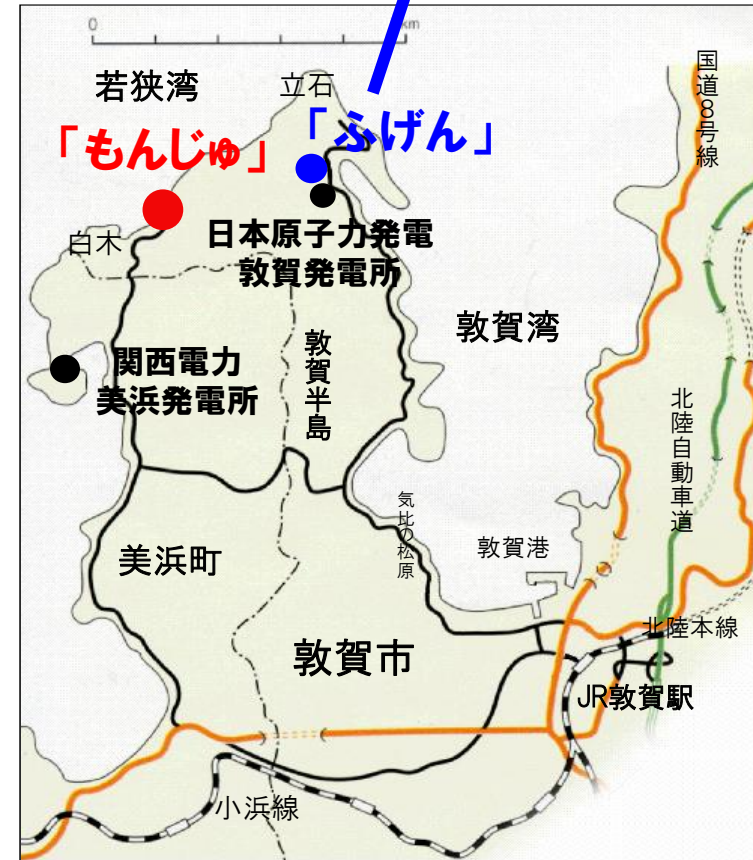 0
km
若狭湾
立石
「もんじゅ」
「ふげん」
国道8号線
白木
日本原子力発電
敦賀発電所
敦賀湾
関西電力
美浜発電所
敦賀半島
北陸自動車道
気比の松原
敦賀港
美浜町
北陸本線
敦賀市
JR敦賀駅
小浜線